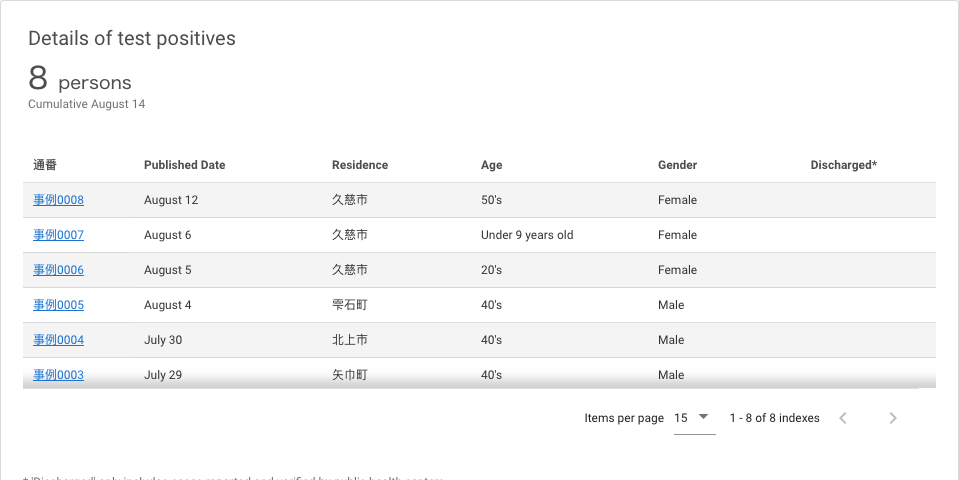 Details of test positives
8 persons
Cumulative August 14
通番 Published Date Residence Age Gender Discharged*
事例0008 August 12 久慈市 50's Female
事例0007 August 6 久慈市 Under 9 years old Female
事例0006 August 5 久慈市 20's Female
事例0005 August 4 雫石町 40's Male
事例0004 July 30 北上市 40's Male
事例0003 July 29 矢巾町 40's Male
Items per page 15 1 - 8 of 8 indexes